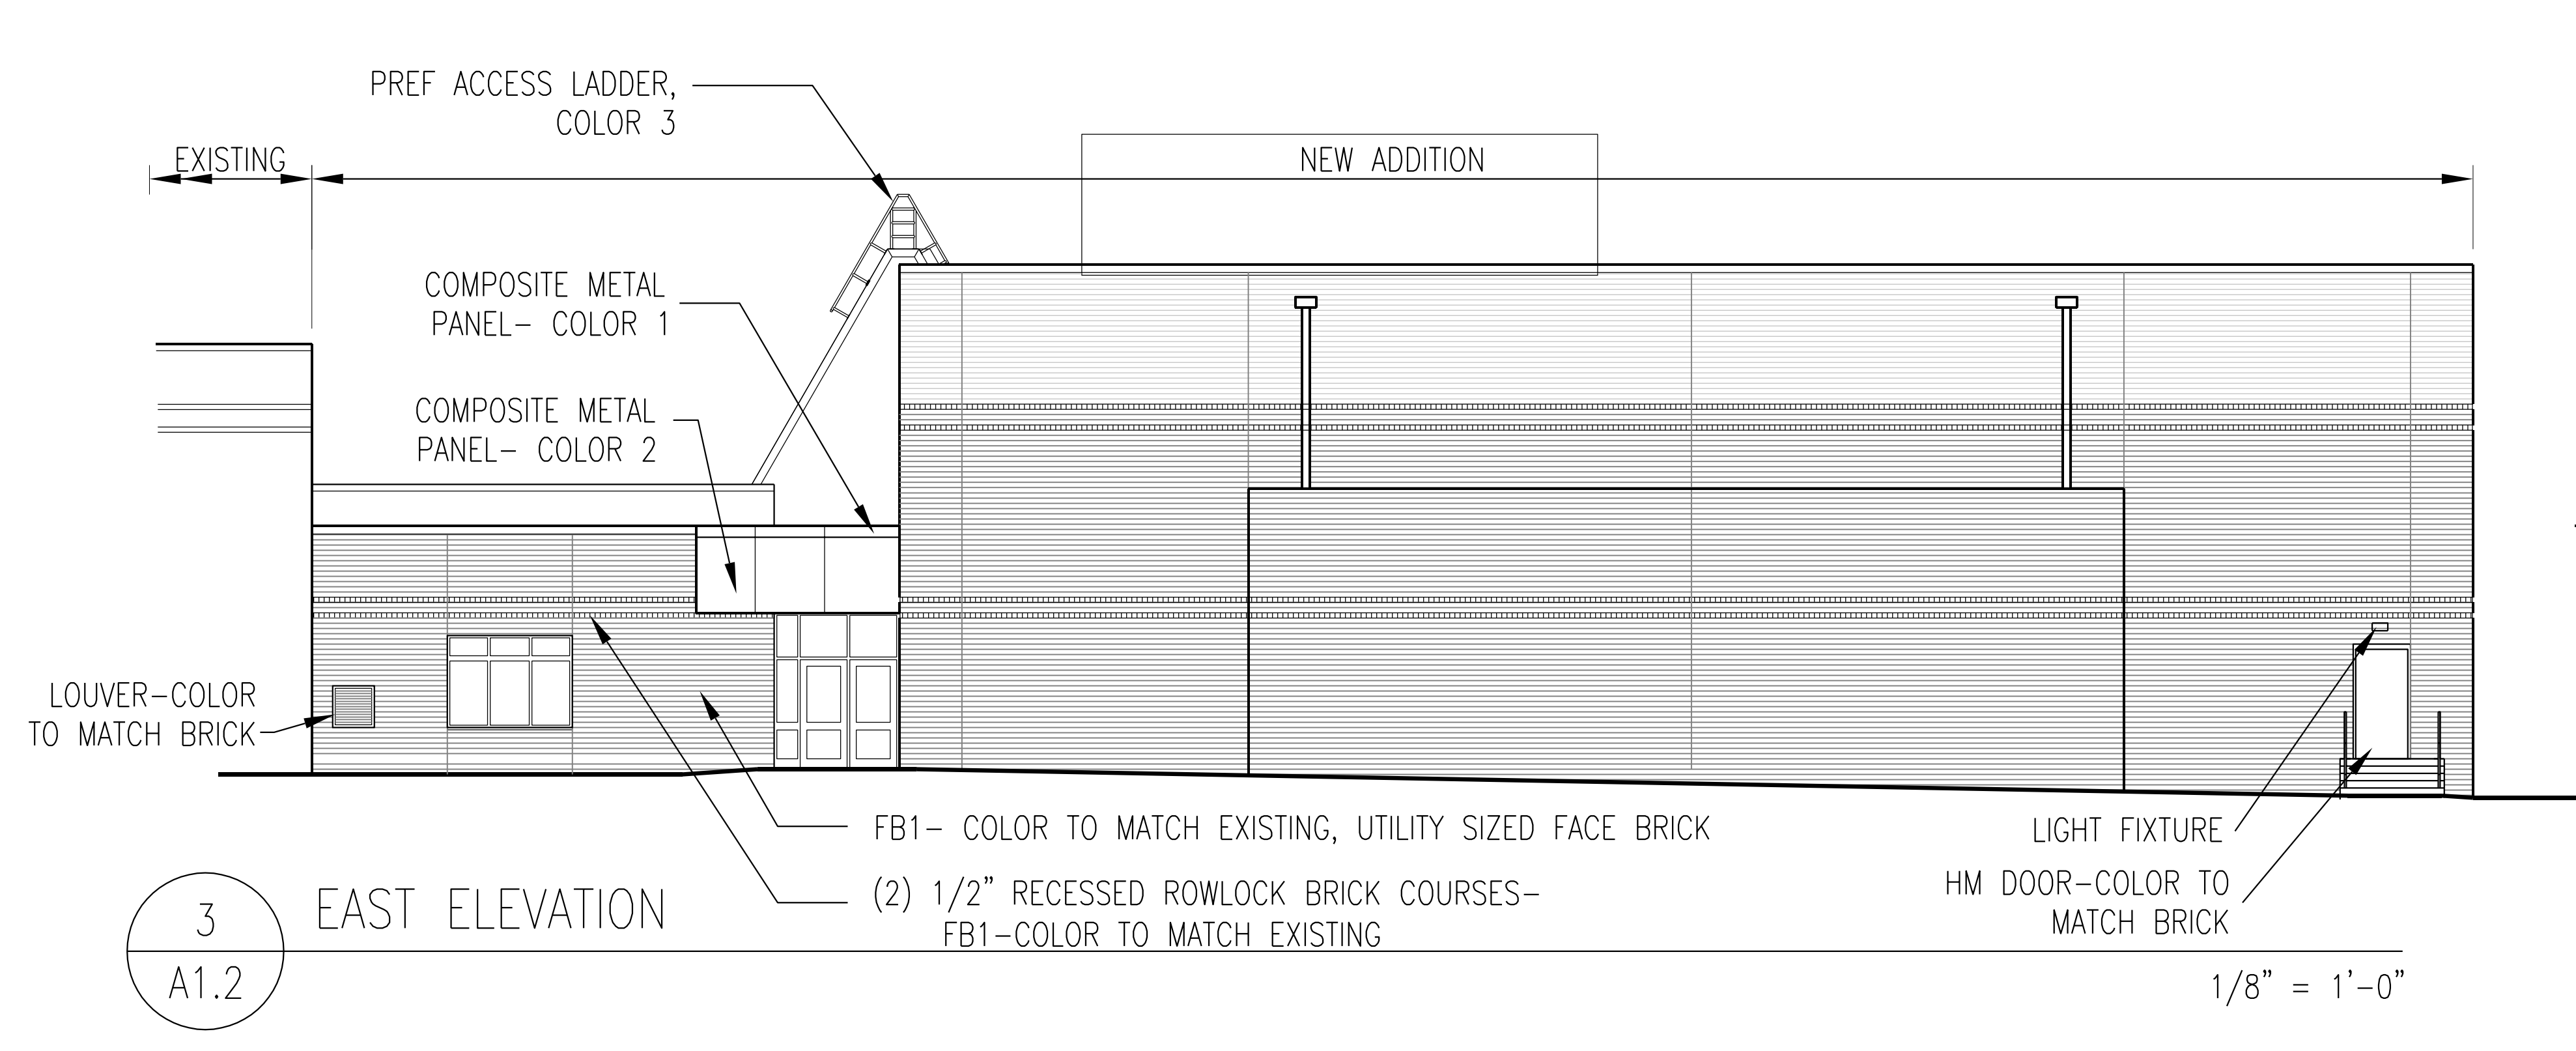 PREF ACCESS LADDER,
COLOR 3
EXISTING
NEW ADDITION
COMPOSITE METAL
PANEL- COLOR 1
COMPOSITE METAL
PANEL- COLOR 2
LOUVER-COLOR
TO MATCH BRICK
FB1- COLOR TO MATCH EXISTING, UTILITY SIZED FACE BRICK
(2) 1/2" RECESSED ROWLOCK BRICK COURSES-
FB1-COLOR TO MATCH EXISTING
LIGHT FIXTURE
HM DOOR-COLOR TO
MATCH BRICK
3
A1.2
EAST ELEVATION
1/8" = 1'-0"